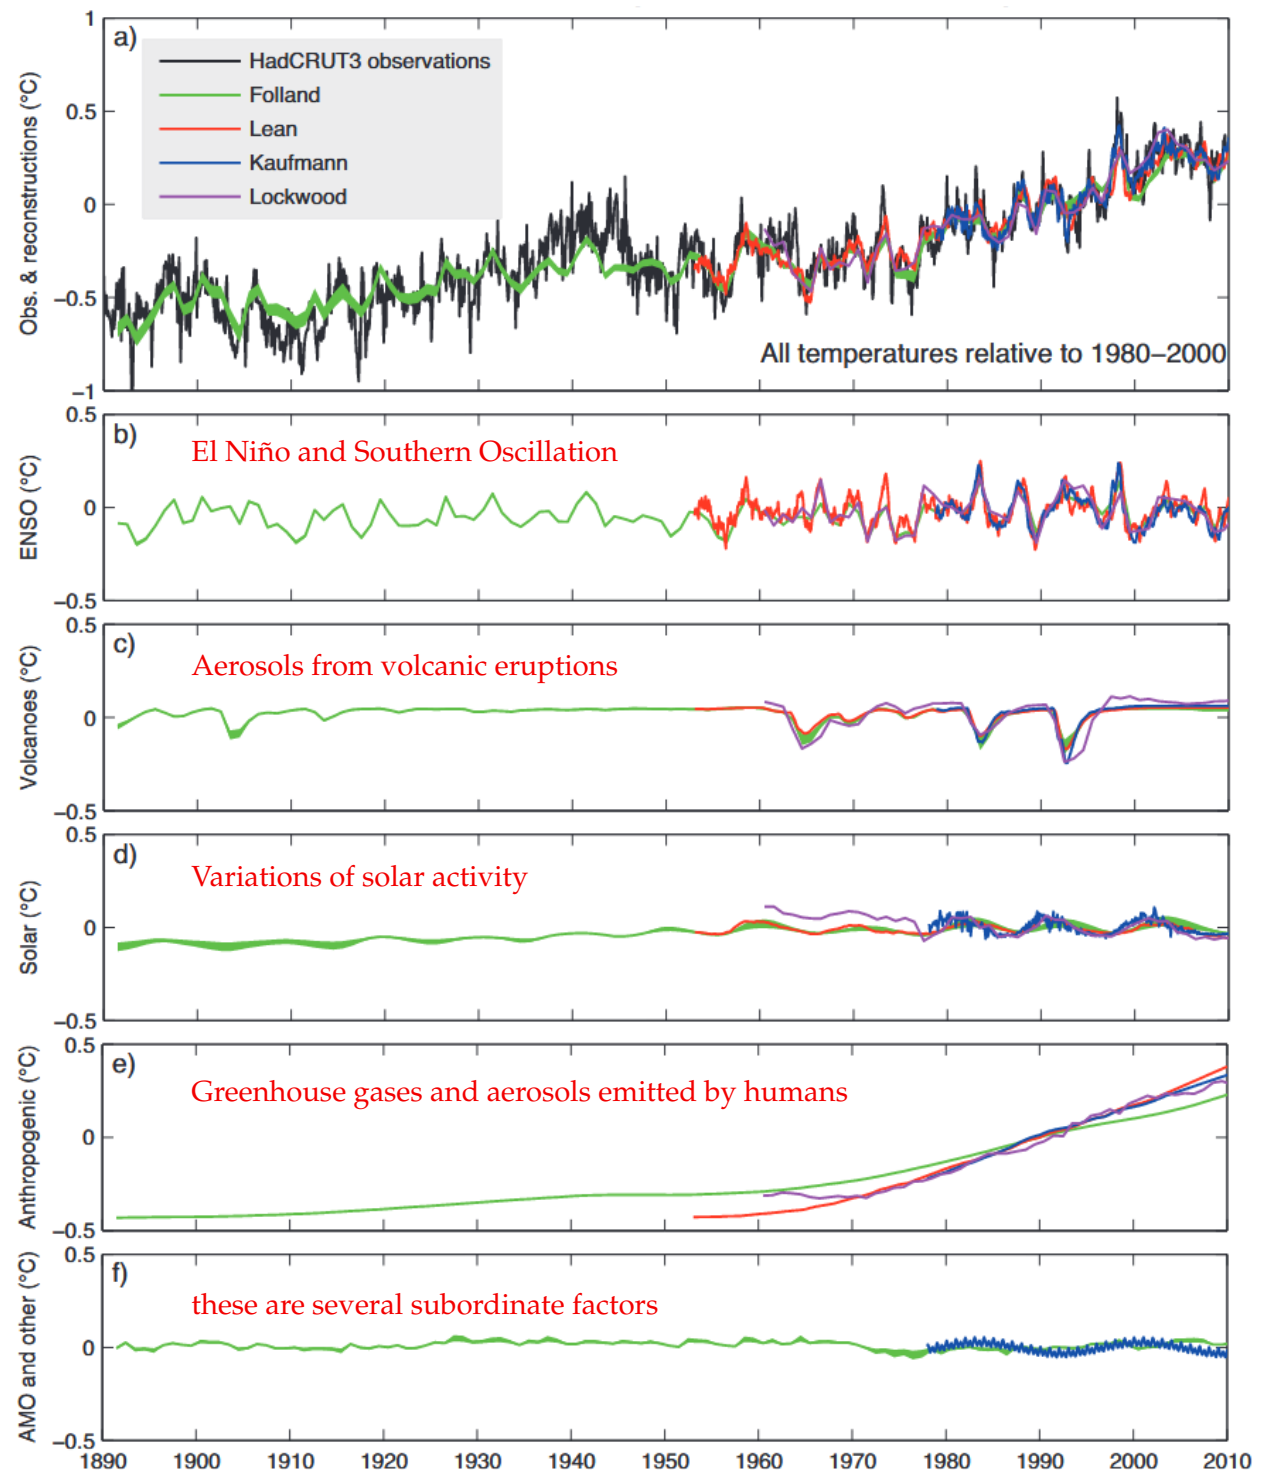 a)
HadCRUT3 observations
Folland
Lean
Kaufmann
Lockwood
1
0.5
0
−0.5
−1
Obs. & reconstructions (°C)
All temperatures relative to 1980−2000
b)
El Niño and Southern Oscillation
0.5
0
−0.5
ENSO (°C)
c)
Aerosols from volcanic eruptions
0.5
0
−0.5
Volcanoes (°C)
d)
Variations of solar activity
0.5
0
−0.5
Solar (°C)
e)
Greenhouse gases and aerosols emitted by humans
0.5
0
−0.5
Anthropogenic (°C)
f)
these are several subordinate factors
0.5
0
−0.5
AMO and other (°C)
1890 1900 1910 1920 1930 1940 1950 1960 1970 1980 1990 2000 2010